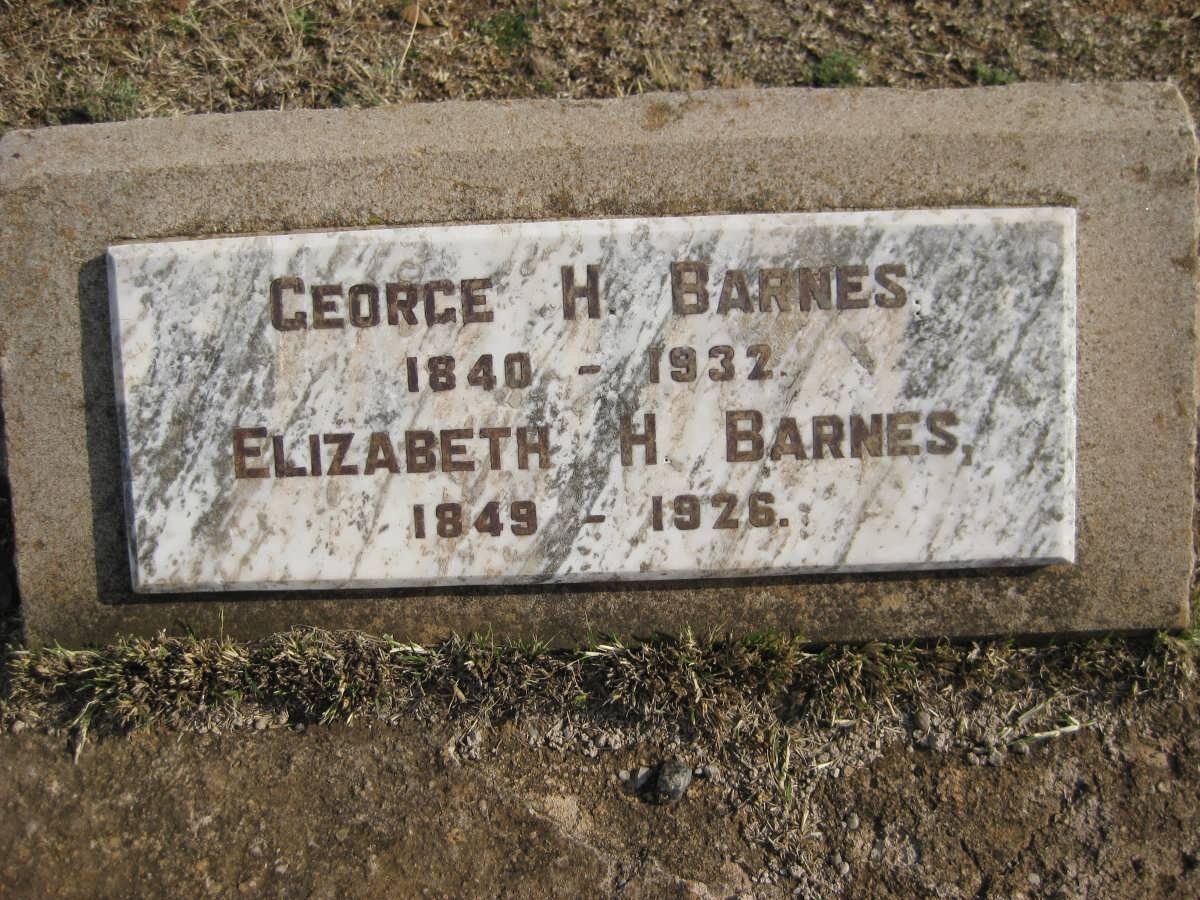 GEORGE H. BARNES
1840 - 1932.
ELIZABETH H. BARNES,
1849 - 1926.